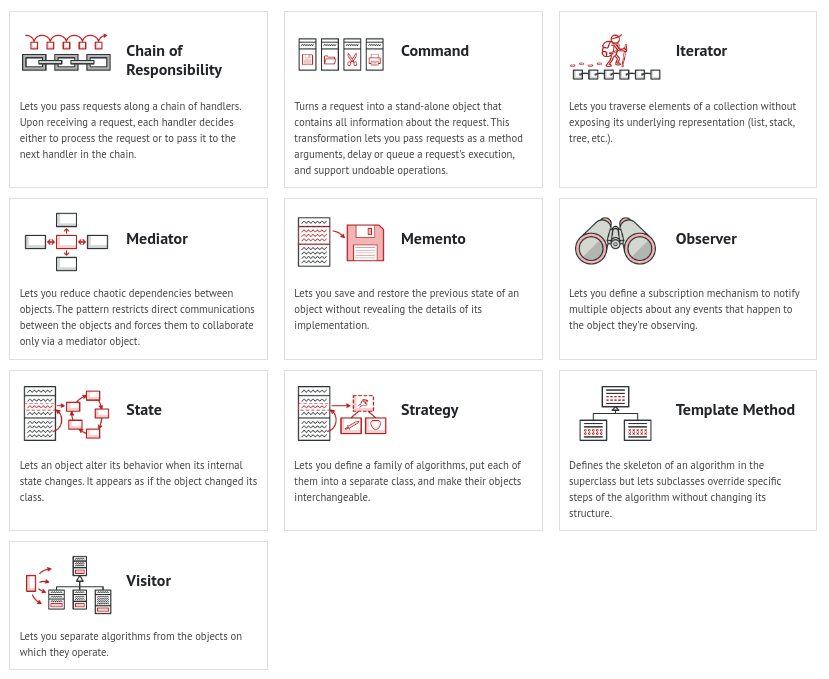 Chain of
Responsibility
Lets you pass requests along a chain of handlers.
Upon receiving a request, each handler decides
either to process the request or to pass it to the
next handler in the chain.
Command
Turns a request into a stand-alone object that
contains all information about the request. This
transformation lets you pass requests as a method
arguments, delay or queue a request's execution,
and support undoable operations.
Iterator
Lets you traverse elements of a collection without
exposing its underlying representation (list, stack,
tree, etc.).
Mediator
Lets you reduce chaotic dependencies between
objects. The pattern restricts direct communications
between the objects and forces them to collaborate
only via a mediator object.
Memento
Lets you save and restore the previous state of an
object without revealing the details of its
implementation.
Observer
Lets you define a subscription mechanism to notify
multiple objects about any events that happen to
the object they're observing.
State
Lets an object alter its behavior when its internal
state changes. It appears as if the object changed its
class.
Strategy
Lets you define a family of algorithms, put each of
them into a separate class, and make their objects
interchangeable.
Template Method
Defines the skeleton of an algorithm in the
superclass but lets subclasses override specific
steps of the algorithm without changing its
structure.
Visitor
Lets you separate algorithms from the objects on
which they operate.